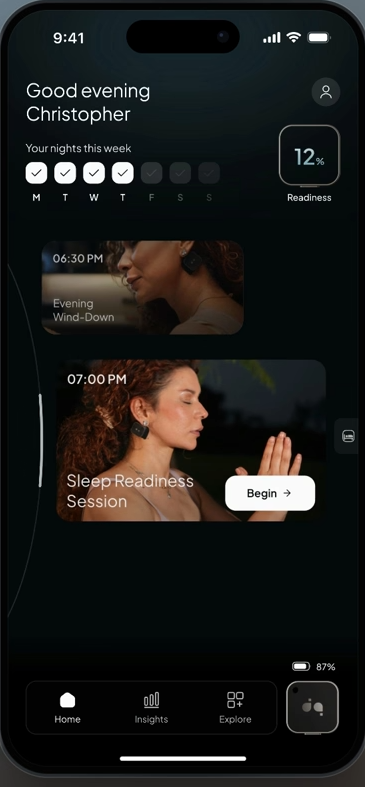 9:41
Good evening
Christopher
Your nights this week
M T W T F S S
12%
Readiness
06:30 PM
Evening
Wind-Down
07:00 PM
Sleep Readiness
Session
Begin →
87%
Home Insights Explore